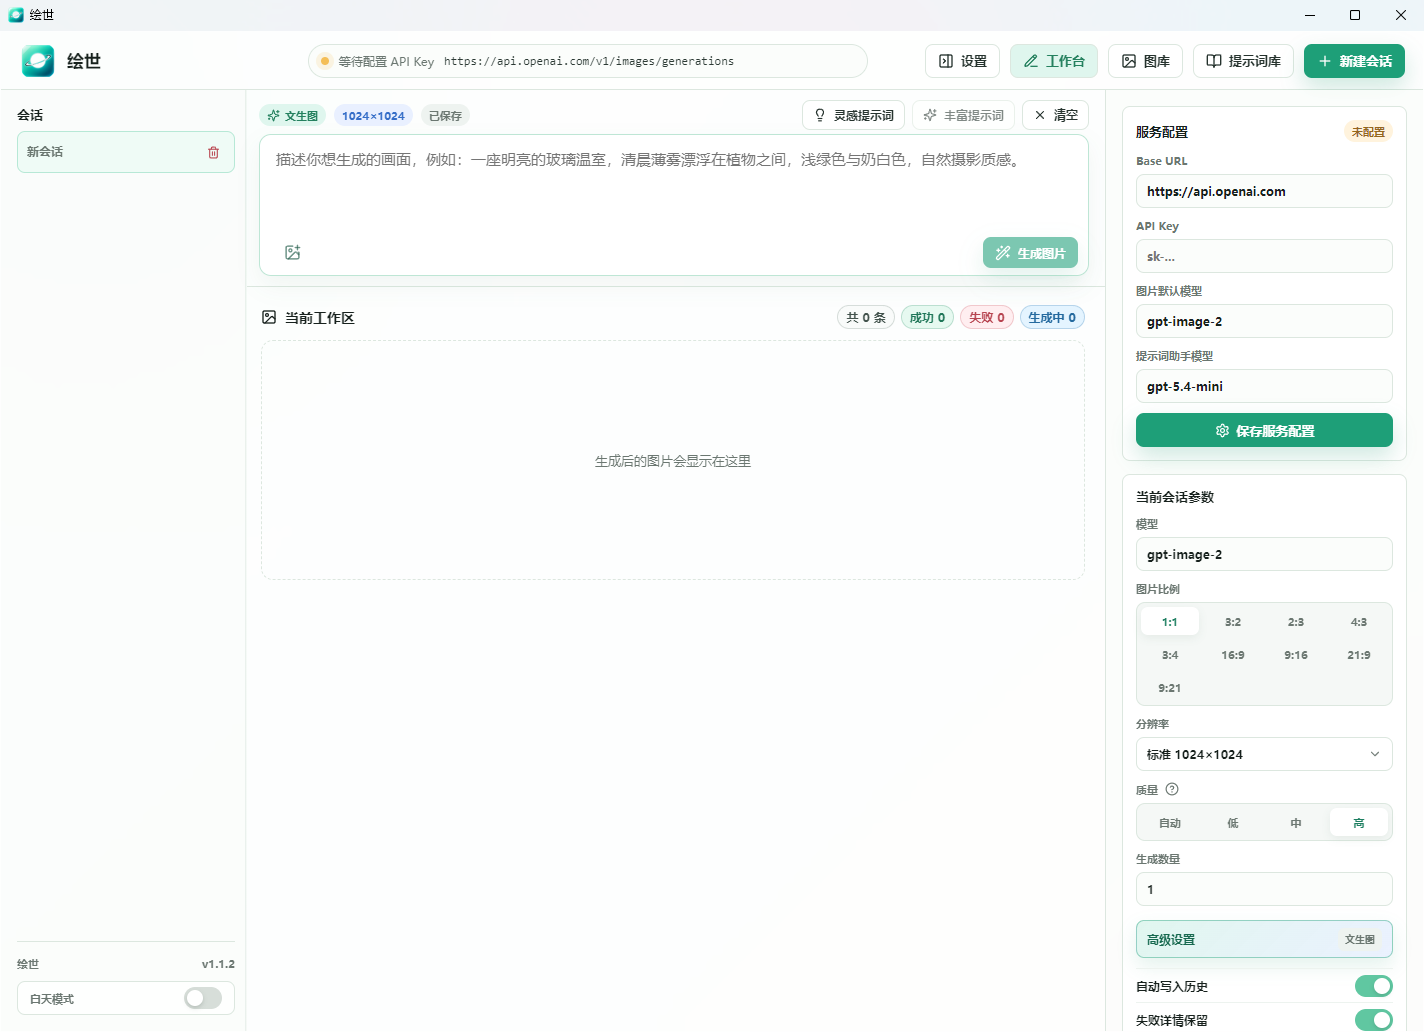 绘世
绘世
等待配置 API Key https://api.openai.com/v1/images/generations
设置
工作台
图库
提示词库
新建会话
会话
新会话
文生图
1024×1024
已保存
灵感提示词
丰富提示词
清空
描述你想生成的画面，例如：一座明亮的玻璃温室，清晨薄雾漂浮在植物之间，浅绿色与奶白色，自然摄影质感。
生成图片
当前工作区
共 0 条
成功 0
失败 0
生成中 0
生成后的图片会显示在这里
服务配置
未配置
Base URL
https://api.openai.com
API Key
sk-...
图片默认模型
gpt-image-2
提示词助手模型
gpt-5.4-mini
保存服务配置
当前会话参数
模型
gpt-image-2
图片比例
1:1 3:2 2:3 4:3
3:4 16:9 9:16 21:9
9:21
分辨率
标准 1024×1024
质量
自动 低 中 高
生成数量
1
高级设置
文生图
自动写入历史
失败详情保留
绘世
v1.1.2
白天模式